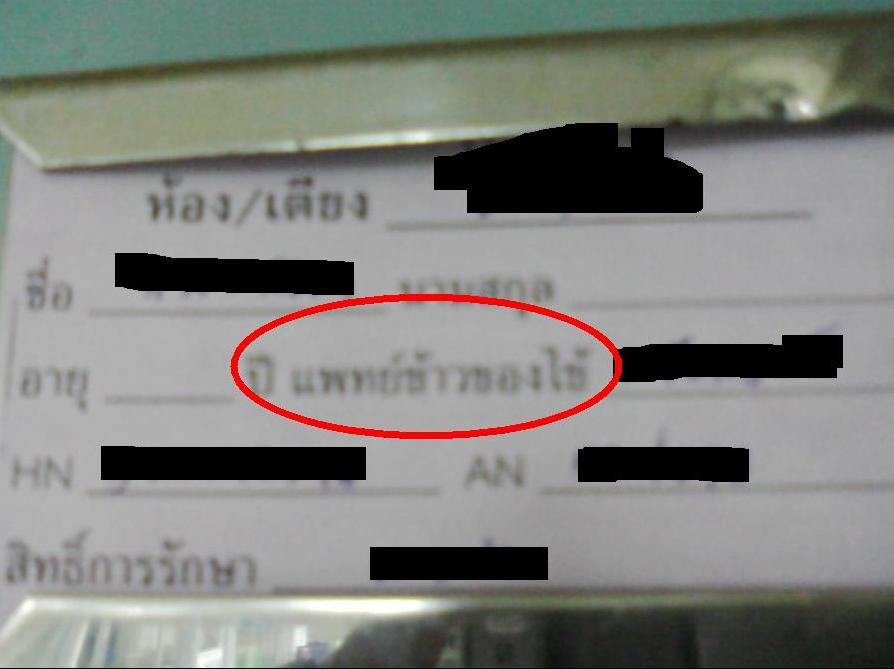 ห้อง/เตียง
ชื่อ นามสกุล
อายุ ปี แพทย์ช้าวของไข้
HN AN
สิทธิ์การรักษา